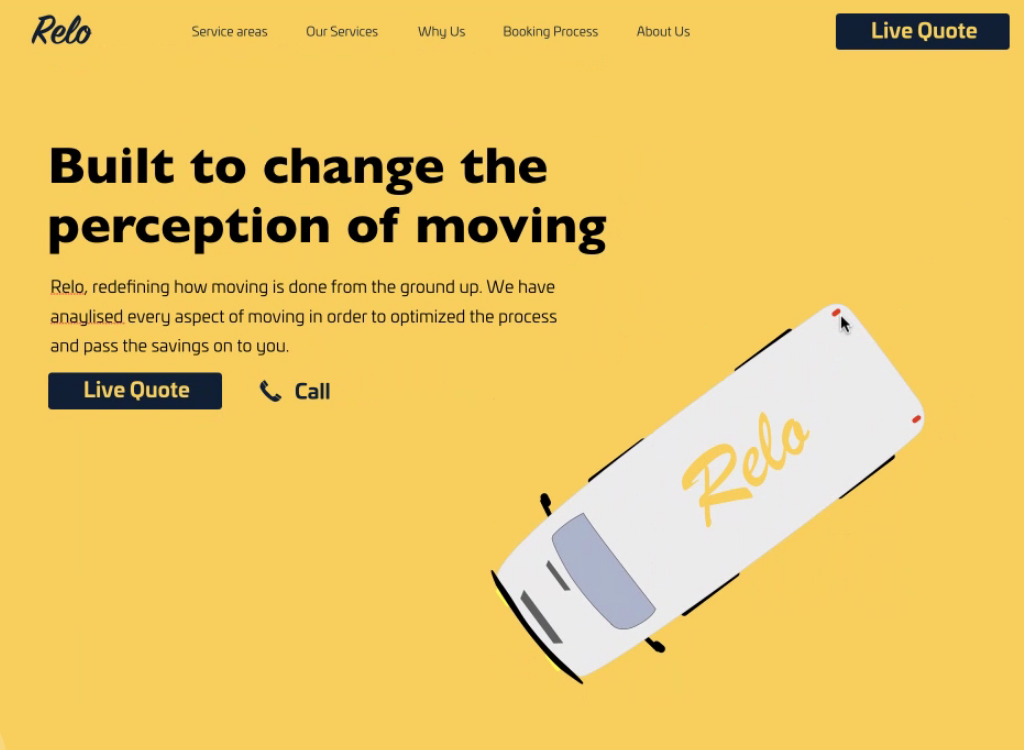 Relo
Service areas
Our Services
Why Us
Booking Process
About Us
Live Quote
Built to change the
perception of moving
Relo, redefining how moving is done from the ground up. We have
anaylised every aspect of moving in order to optimized the process
and pass the savings on to you.
Live Quote
Call
Relo